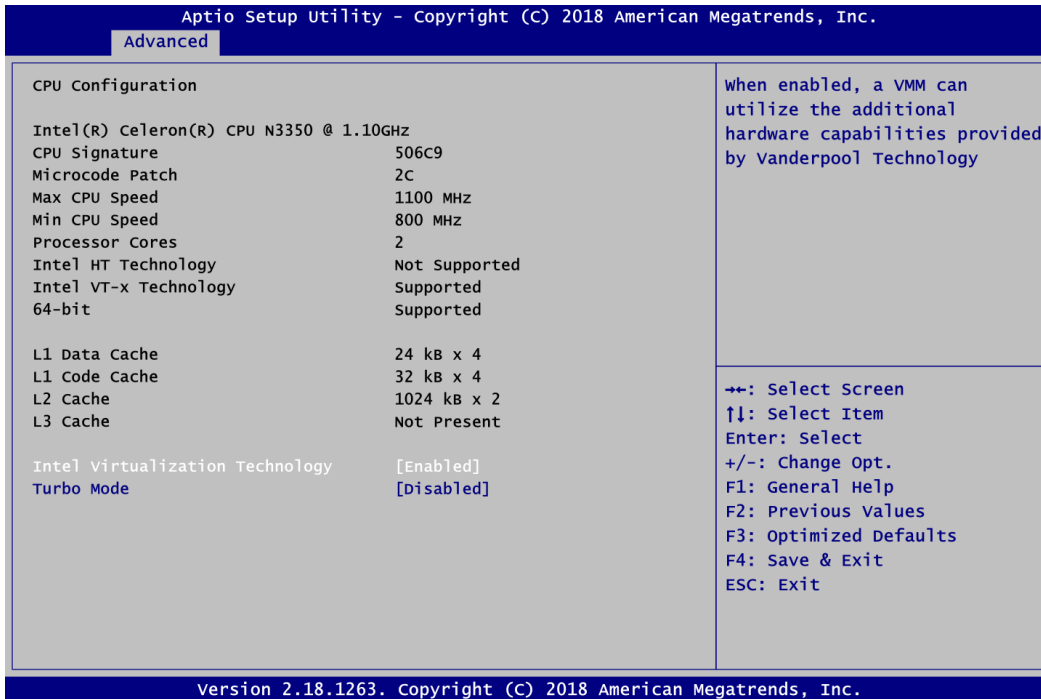 Aptio Setup Utility - Copyright (C) 2018 American Megatrends, Inc.
Advanced
CPU Configuration
Intel(R) Celeron(R) CPU N3350 @ 1.10GHz
CPU Signature 506C9
Microcode Patch 2C
Max CPU Speed 1100 MHz
Min CPU Speed 800 MHz
Processor Cores 2
Intel HT Technology Not Supported
Intel VT-x Technology Supported
64-bit Supported
L1 Data Cache 24 kB x 4
L1 Code Cache 32 kB x 4
L2 Cache 1024 kB x 2
L3 Cache Not Present
Intel Virtualization Technology [Enabled]
Turbo Mode [Disabled]
When enabled, a VMM can
utilize the additional
hardware capabilities provided
by Vanderpool Technology
→←: Select Screen
↑↓: Select Item
Enter: Select
+/-: Change Opt.
F1: General Help
F2: Previous Values
F3: Optimized Defaults
F4: Save & Exit
ESC: Exit
Version 2.18.1263. Copyright (C) 2018 American Megatrends, Inc.